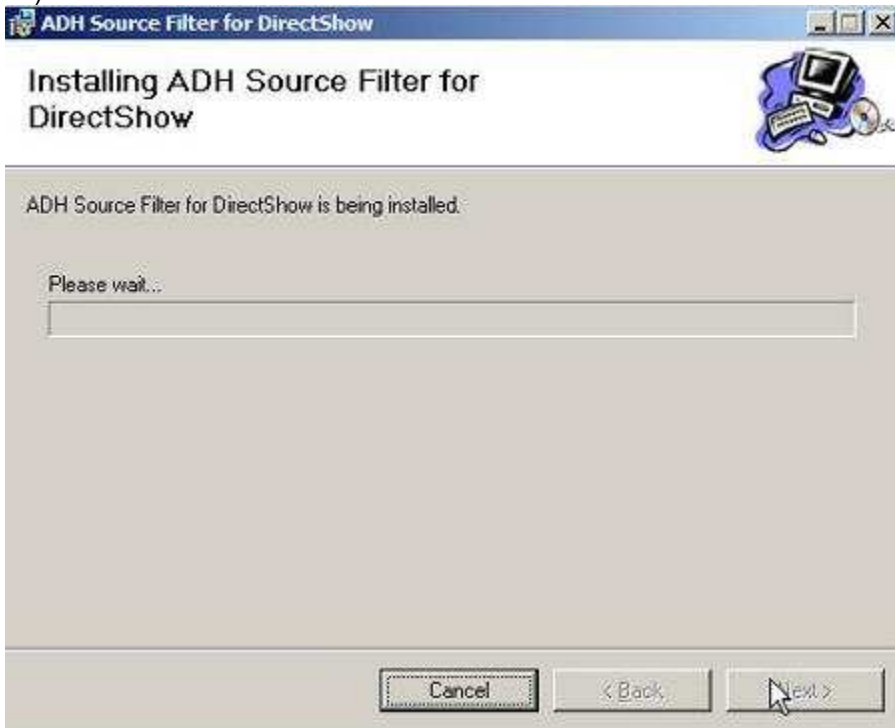 ADH Source Filter for DirectShow
Installing ADH Source Filter for
DirectShow
ADH Source Filter for DirectShow is being installed.
Please wait...
Cancel
< Back
Next >